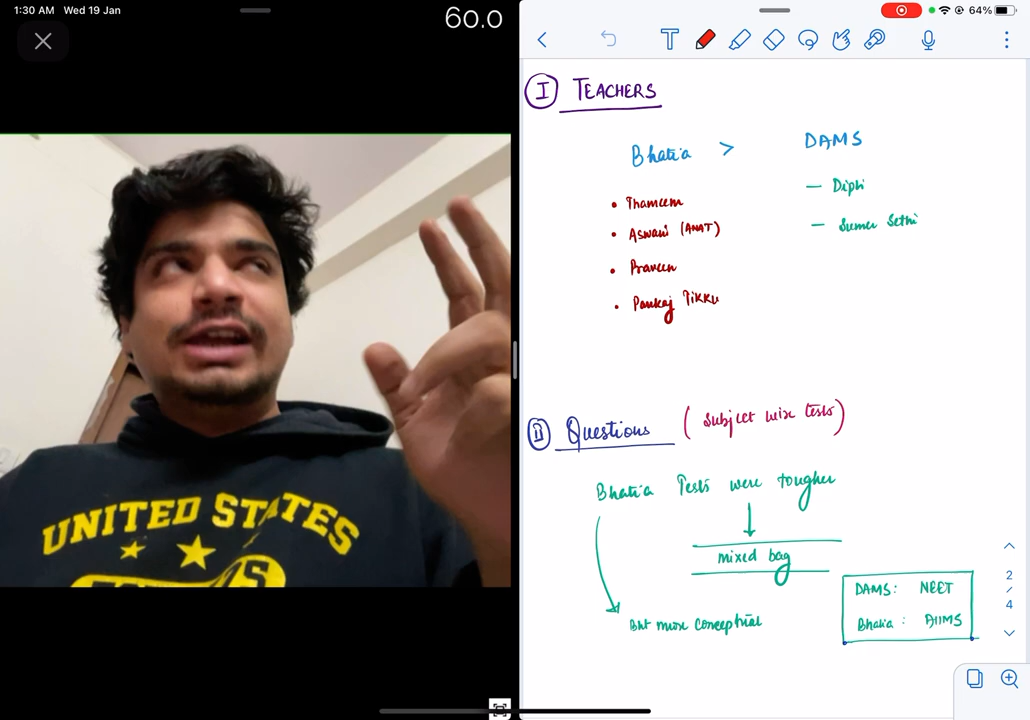 1:30 AM Wed 19 Jan
60.0
64%
UNITED STATES
I TEACHERS
Bhatia > DAMS
• Thameem
• Aswani (ANAT)
• Praveen
• Pankaj Tikku
— Dipti
— Sumer Sethi
II Questions (Subject wise tests)
Bhatia Tests were tougher
mixed bag
But more conceptual
DAMS: NEET
Bhatia : AIIMS
2
/
4